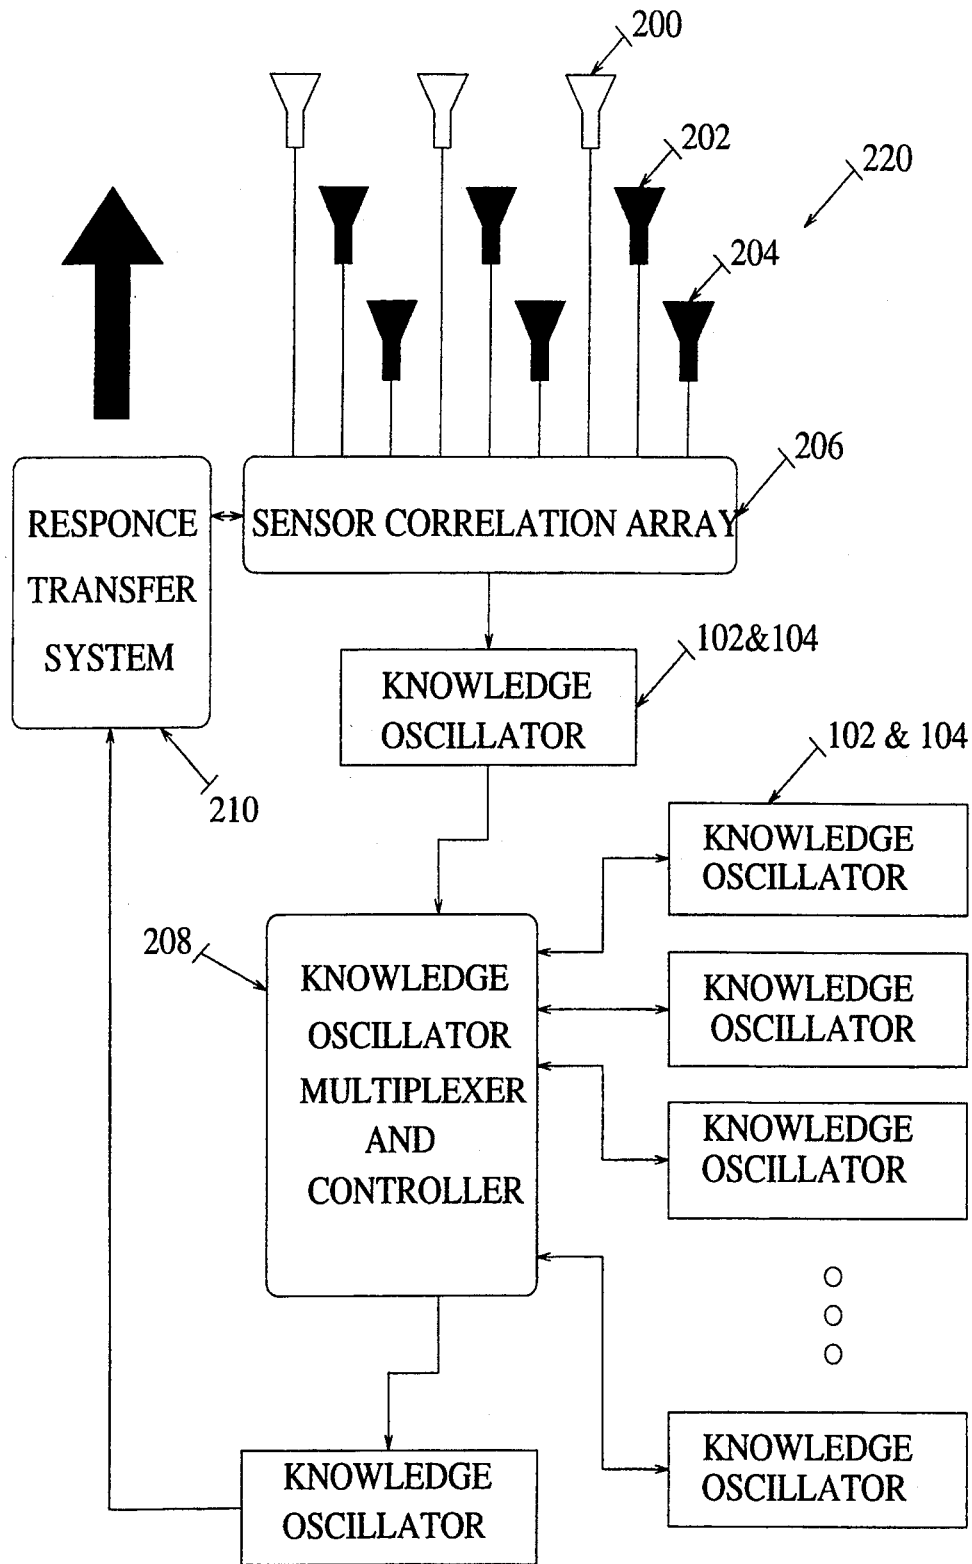 200
202
220
204
206
RESPONCE
TRANSFER
SYSTEM
SENSOR CORRELATION ARRAY
102&104
KNOWLEDGE
OSCILLATOR
210
102 & 104
KNOWLEDGE
OSCILLATOR
208
KNOWLEDGE
OSCILLATOR
MULTIPLEXER
AND
CONTROLLER
KNOWLEDGE
OSCILLATOR
KNOWLEDGE
OSCILLATOR
KNOWLEDGE
OSCILLATOR
KNOWLEDGE
OSCILLATOR